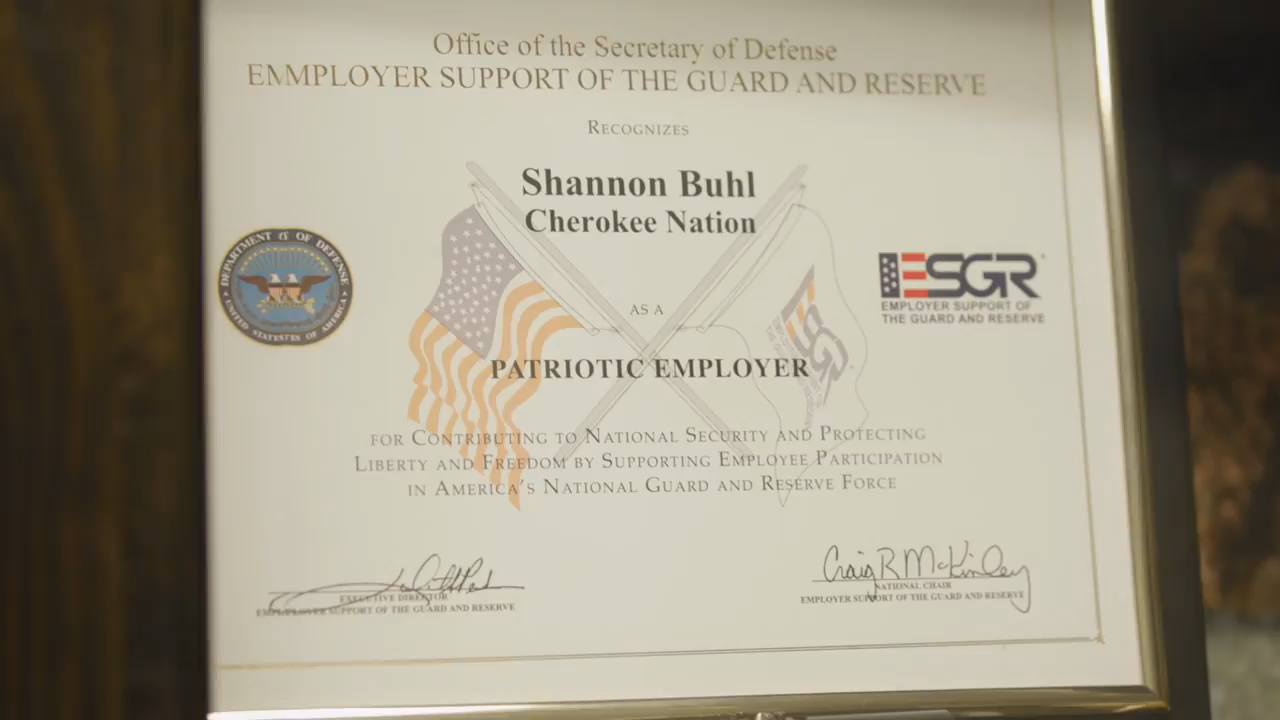 Office of the Secretary of Defense
EMMPLOYER SUPPORT OF THE GUARD AND RESERVE
RECOGNIZES
Shannon Buhl
Cherokee Nation
DEPARTMENT OF DEFENSE
UNITED STATESTES OF AMERICA
ESGR
EMPLOYER SUPPORT OF
THE GUARD AND RESERVE
AS A
ESGR
PATRIOTIC EMPLOYER
FOR CONTRIBUTING TO NATIONAL SECURITY AND PROTECTING
LIBERTY AND FREEDOM BY SUPPORTING EMPLOYEE PARTICIPATION
IN AMERICA'S NATIONAL GUARD AND RESERVE FORCE
EXECUTIVE DIRECTOR
SUPPORT OF THE GUARD AND RESERVE
Craig R McKinley
NATIONAL CHAIR
EMPLOYER SUPPORT OF THE GUARD AND RESERVE